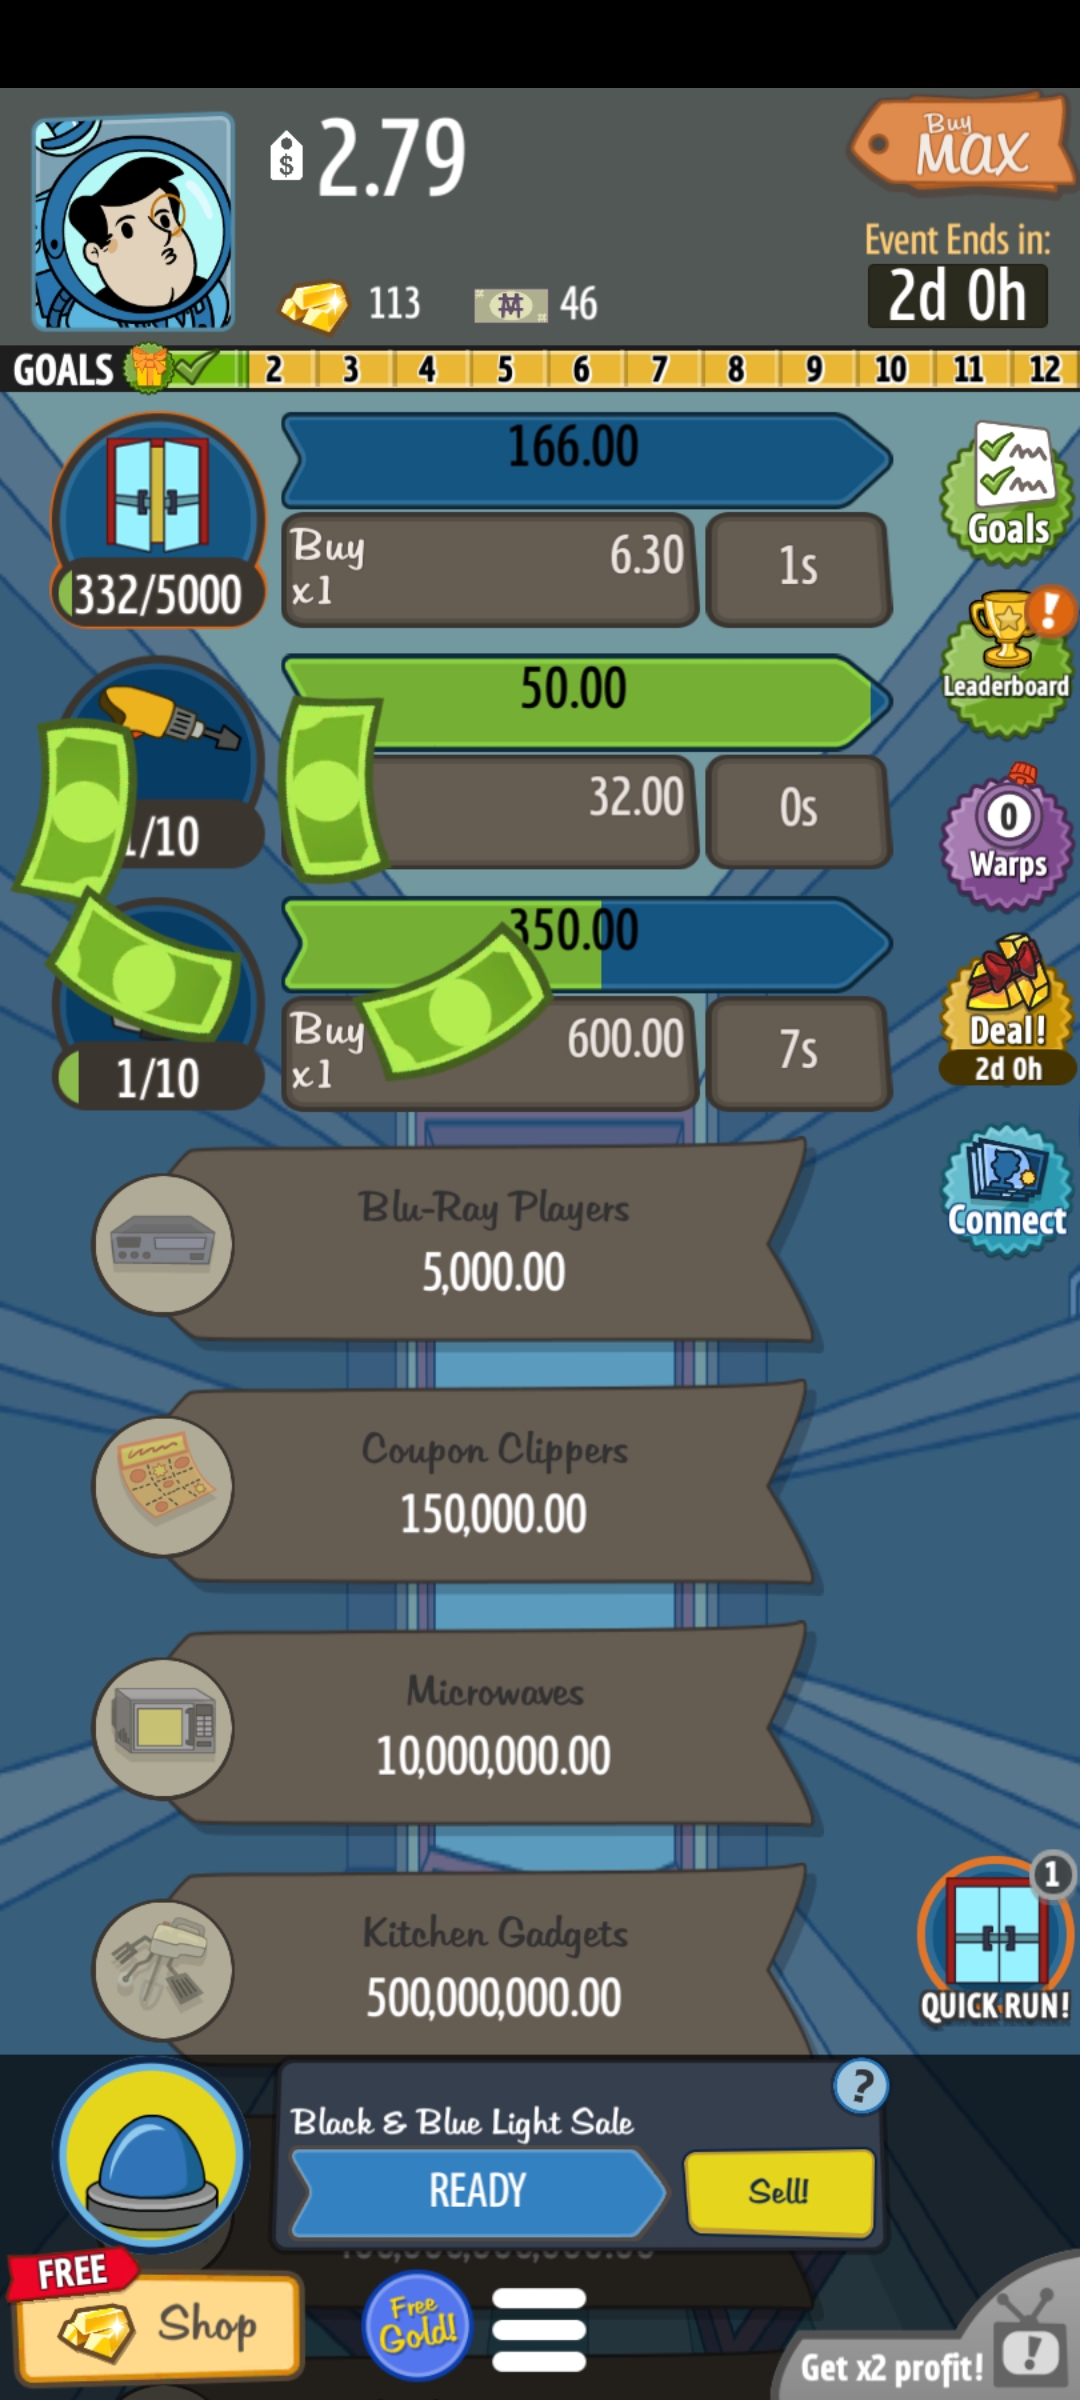 $ 2.79
Buy
MAX
113
46
Event Ends in:
2d 0h
GOALS 2 3 4 5 6 7 8 9 10 11 12
166.00
Buy
x1
6.30
1s
332/5000
Goals
50.00
32.00
0s
1/10
!
Leaderboard
0
Warps
350.00
Buy
x1
600.00
7s
1/10
Deal!
2d 0h
Connect
Blu-Ray Players
5,000.00
Coupon Clippers
150,000.00
Microwaves
10,000,000.00
Kitchen Gadgets
500,000,000.00
1
QUICK RUN!
?
Black & Blue Light Sale
READY
Sell!
FREE
Shop
Free
Gold!
Get x2 profit!
!